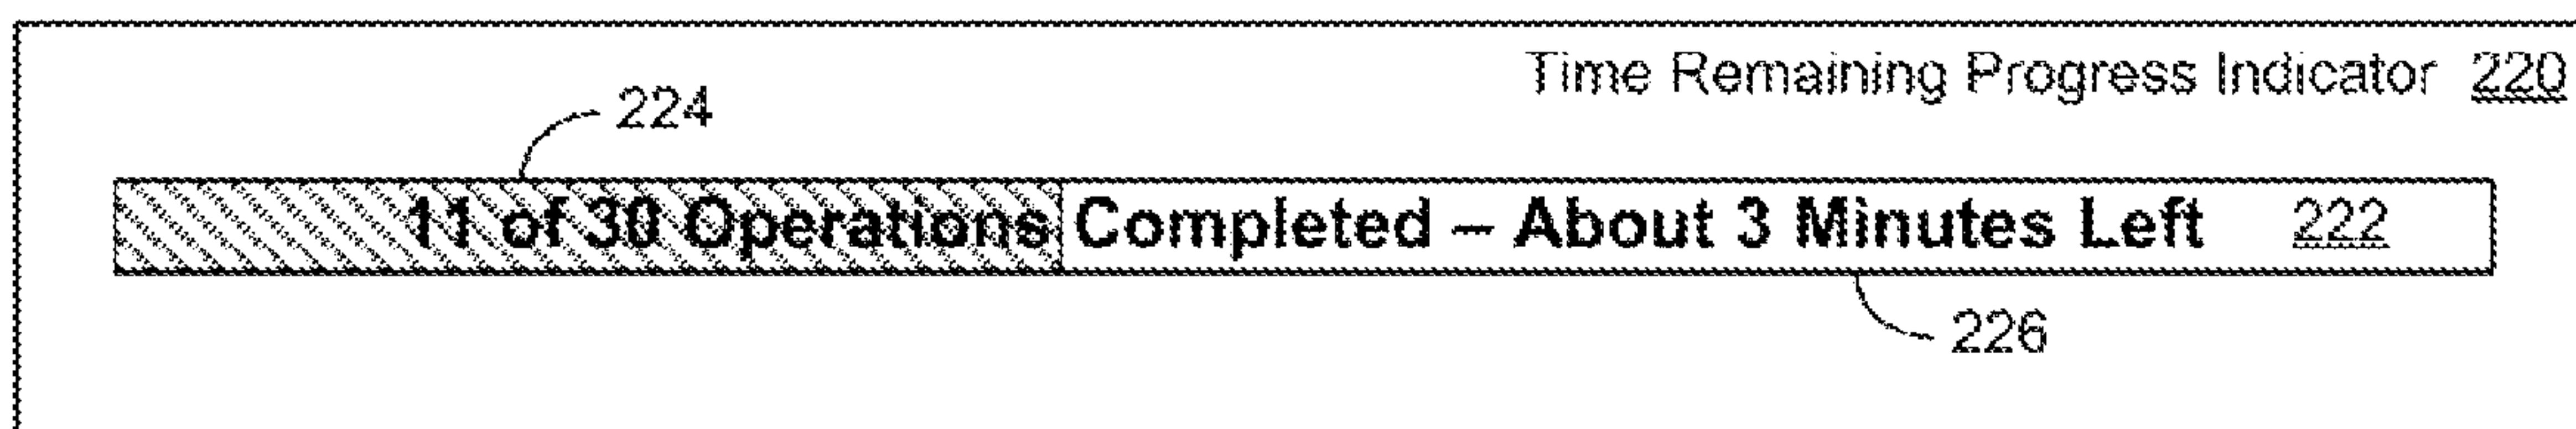 Time Remaining Progress Indicator 220
224
11 of 30 Operations Completed – About 3 Minutes Left 222
226